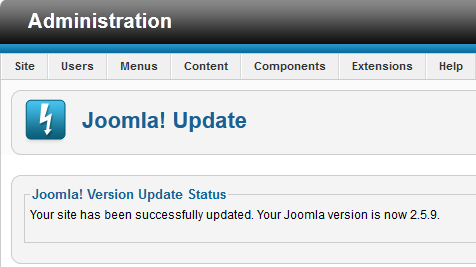 Administration
Site Users Menus Content Components Extensions Help
Joomla! Update
Joomla! Version Update Status
Your site has been successfully updated. Your Joomla version is now 2.5.9.